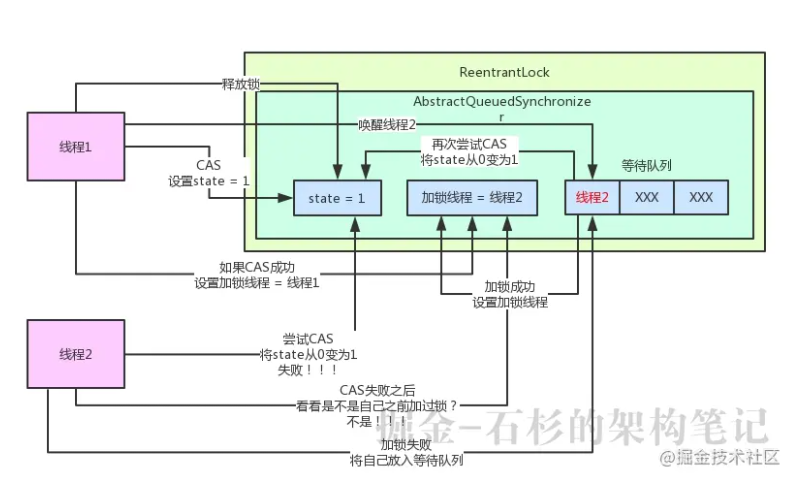 ReentrantLock
释放锁
AbstractQueuedSynchronize
r
唤醒线程2
线程1
再次尝试CAS
将state从0变为1
等待队列
CAS
设置state = 1
state = 1
加锁线程 = 线程2
线程2
XXX
XXX
如果CAS成功
设置加锁线程 = 线程1
加锁成功
设置加锁线程
线程2
尝试CAS
将state从0变为1
失败！！！
CAS失败之后
看看是不是自己之前加过锁？
不是！！！
掘金-石杉的架构笔记
加锁失败
将自己放入等待队列
@掘金技术社区